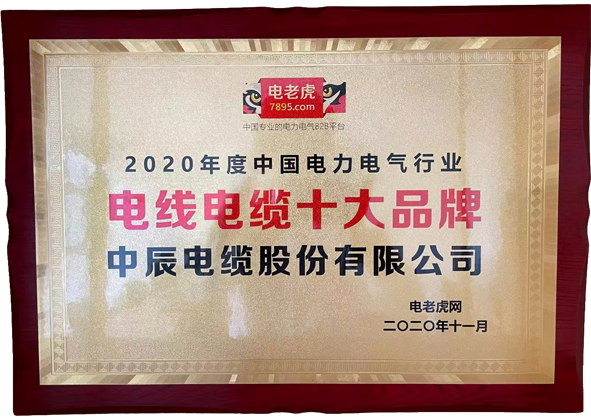 电老虎
7895.com
中国专业的电力电气B2B平台
2020年度中国电力电气行业
电线电缆十大品牌
中辰电缆股份有限公司
电老虎网
二〇二〇年十一月